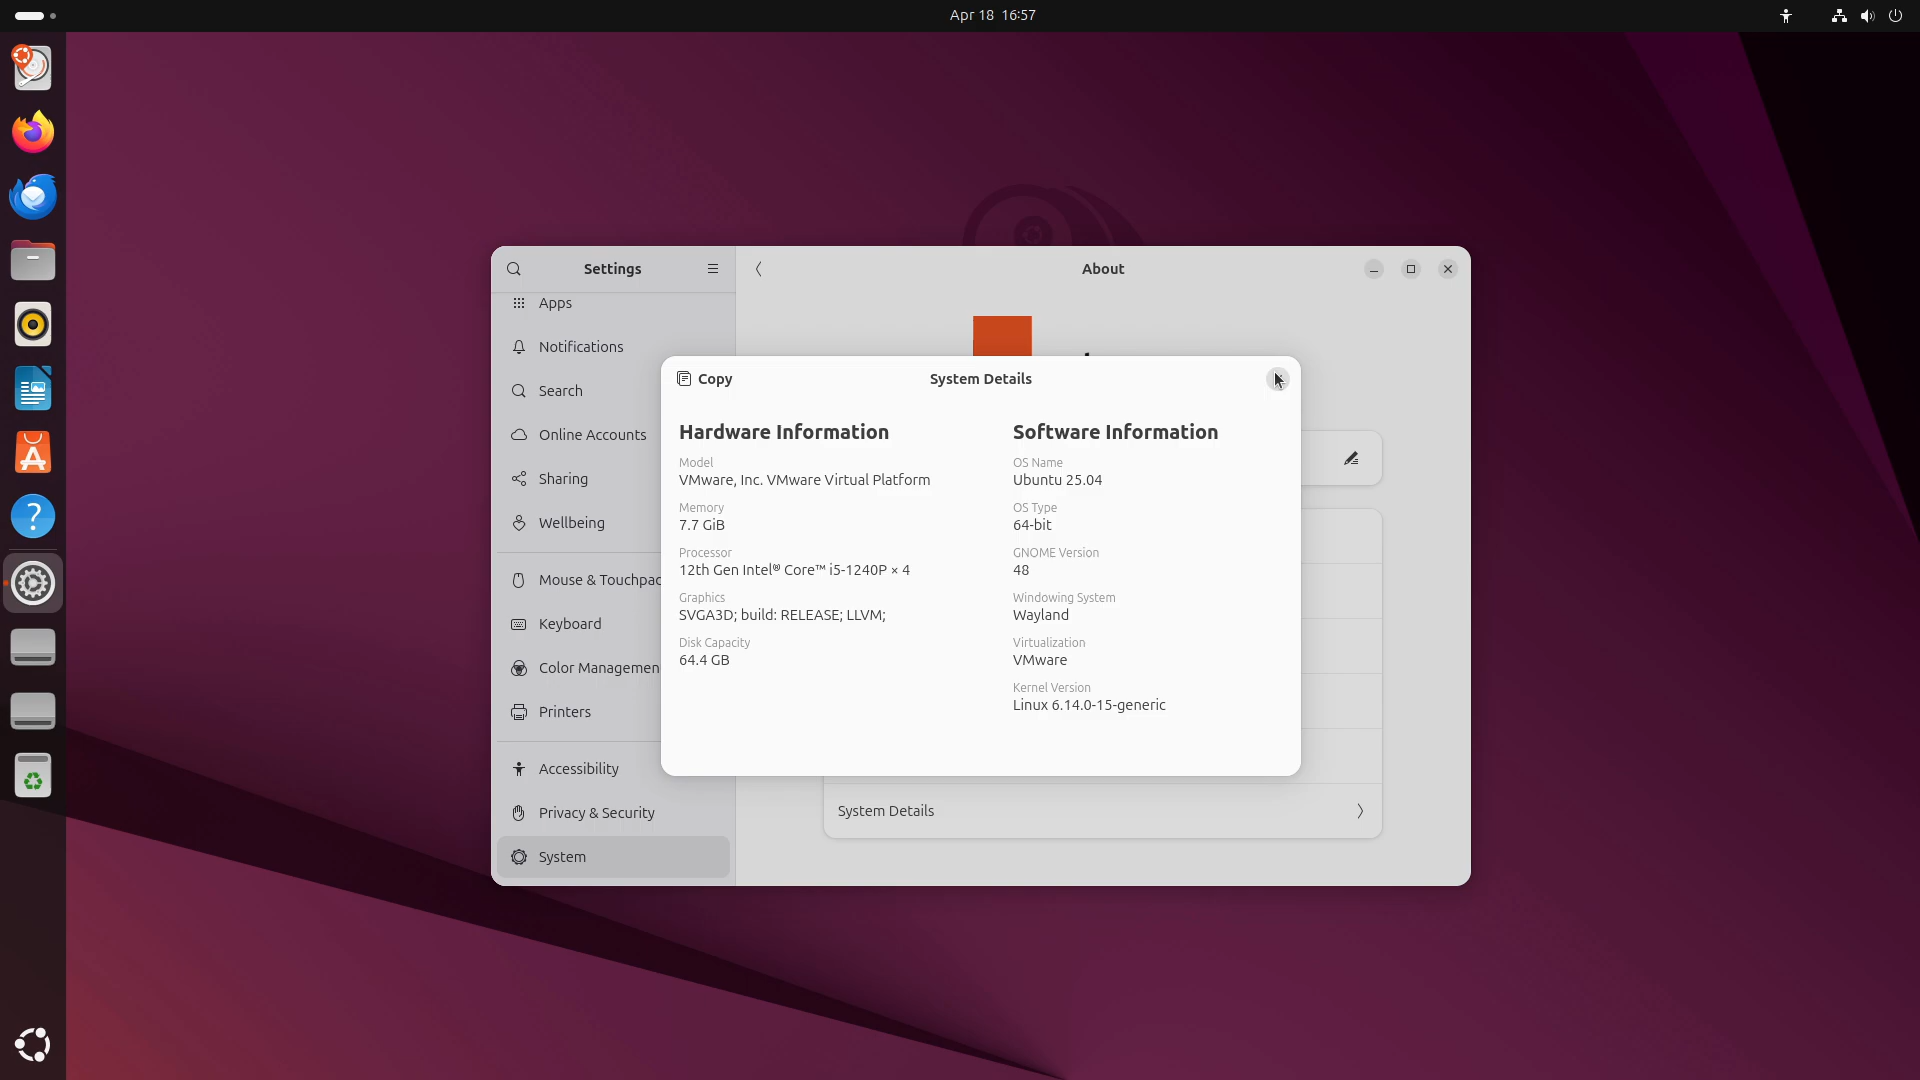 Apr 18 16:57
Settings
About
Apps
Notifications
Search
Online Accounts
Sharing
Wellbeing
Mouse & Touchpad
Keyboard
Color Managemen
Printers
Accessibility
Privacy & Security
System
Copy
System Details
Hardware Information
Model
VMware, Inc. VMware Virtual Platform
Memory
7.7 GiB
Processor
12th Gen Intel® Core™ i5-1240P × 4
Graphics
SVGA3D; build: RELEASE; LLVM;
Disk Capacity
64.4 GB
Software Information
OS Name
Ubuntu 25.04
OS Type
64-bit
GNOME Version
48
Windowing System
Wayland
Virtualization
VMware
Kernel Version
Linux 6.14.0-15-generic
System Details